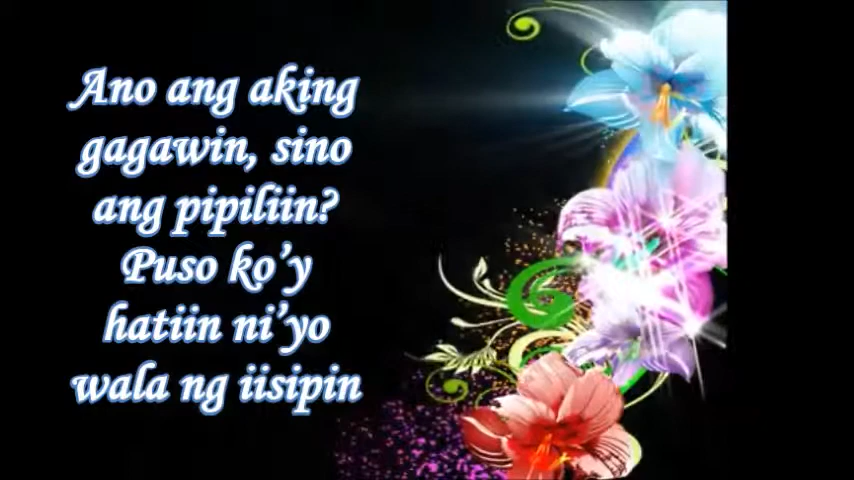 Ano ang aking
gagawin, sino
ang pipiliin?
Puso ko’y
hatiin ni’yo
wala ng iisipin